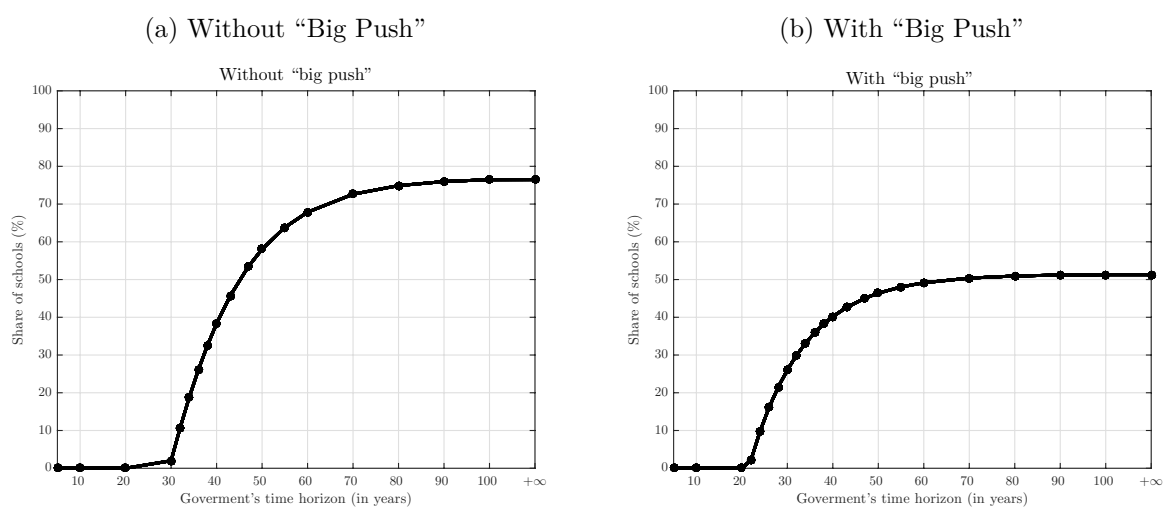 (a) Without “Big Push”
Without “big push”
Share of schools (%)
100
90
80
70
60
50
40
30
20
10
0
10 20 30 40 50 60 70 80 90 100 +∞
Goverment's time horizon (in years)
(b) With “Big Push”
With “big push”
Share of schools (%)
100
90
80
70
60
50
40
30
20
10
0
10 20 30 40 50 60 70 80 90 100 +∞
Goverment's time horizon (in years)